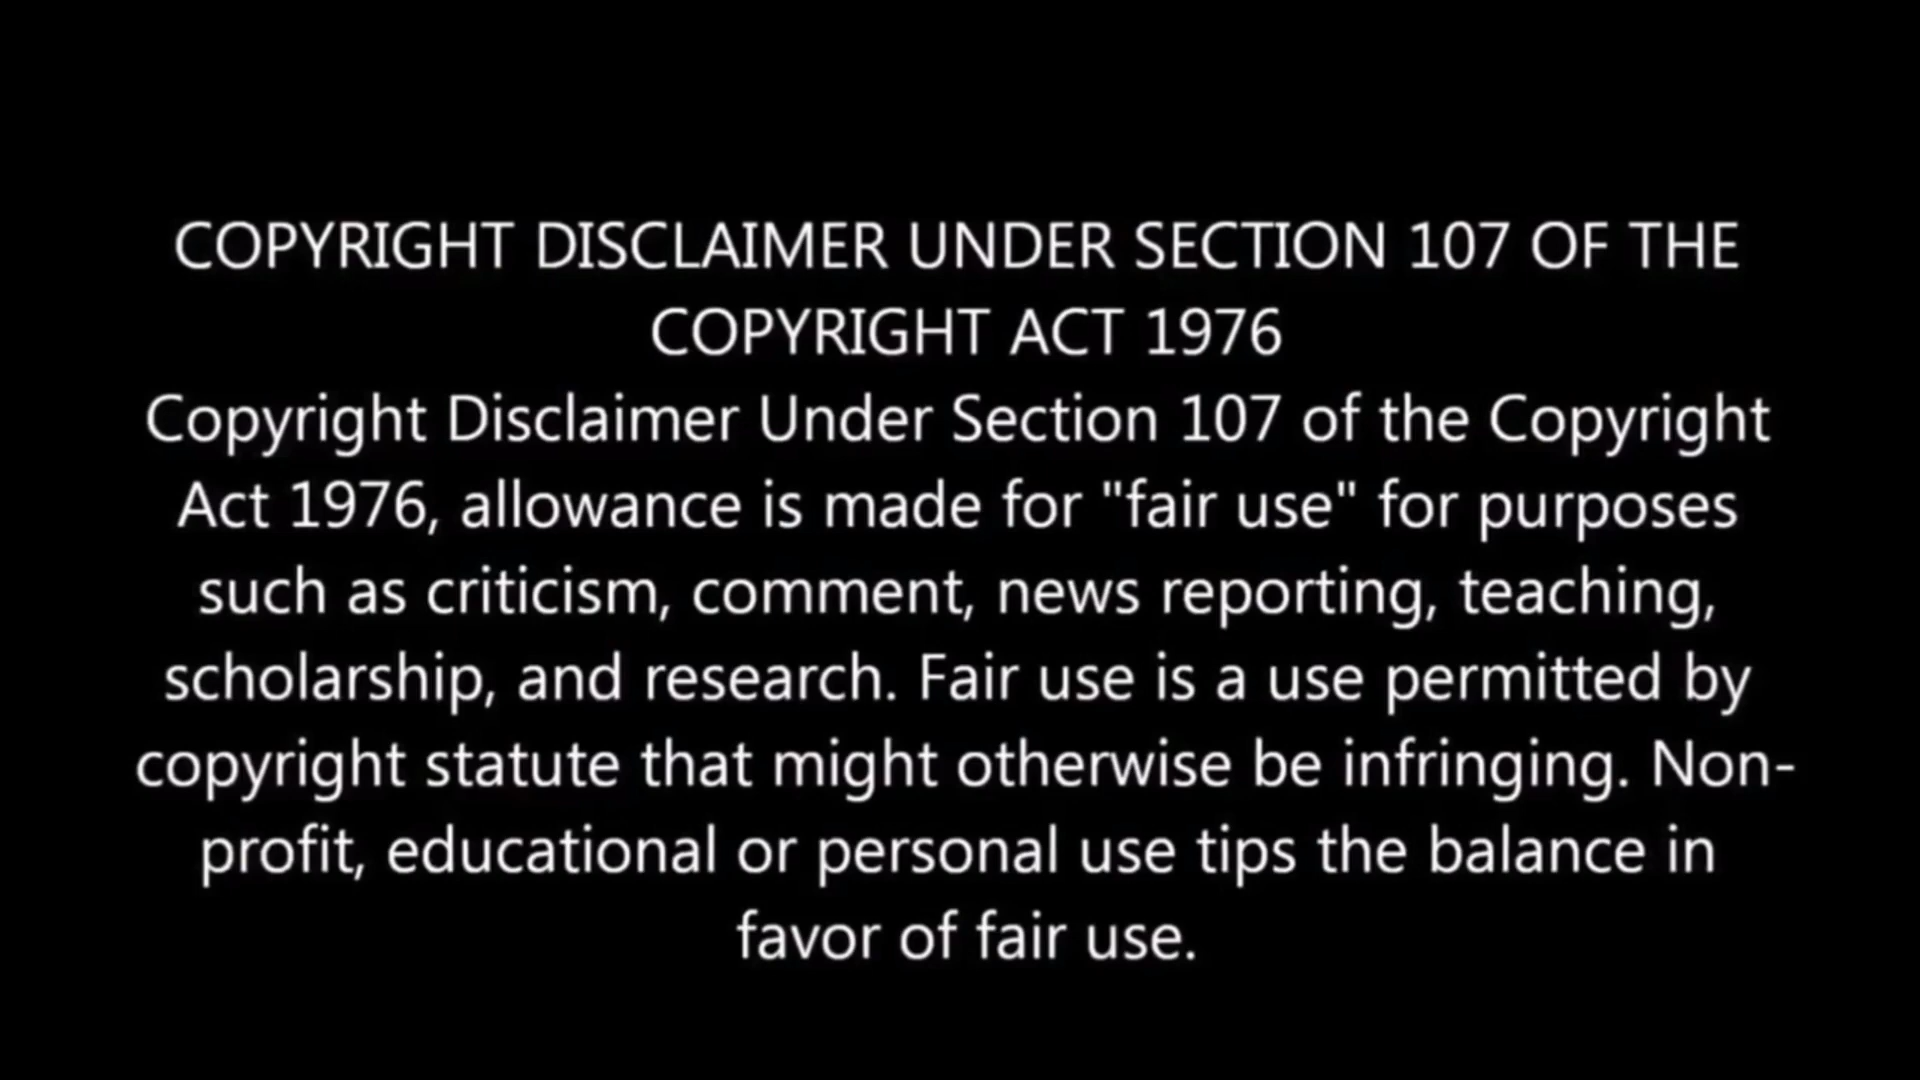 COPYRIGHT DISCLAIMER UNDER SECTION 107 OF THE
COPYRIGHT ACT 1976
Copyright Disclaimer Under Section 107 of the Copyright
Act 1976, allowance is made for "fair use" for purposes
such as criticism, comment, news reporting, teaching,
scholarship, and research. Fair use is a use permitted by
copyright statute that might otherwise be infringing. Non-
profit, educational or personal use tips the balance in
favor of fair use.